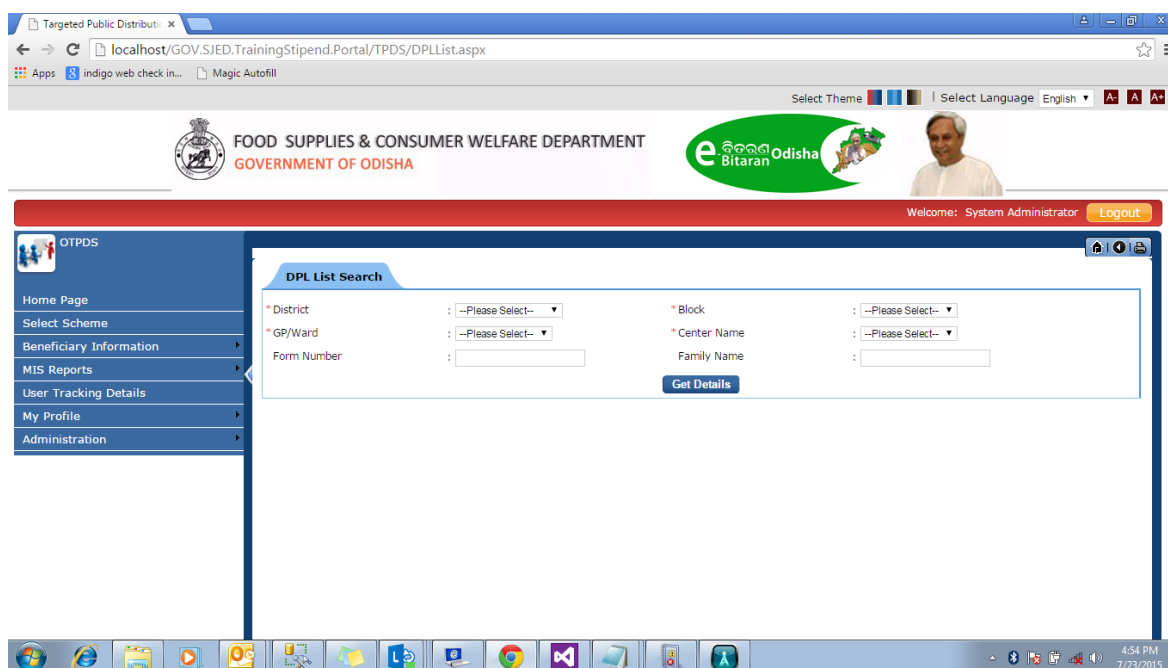 Targeted Public Distributi
localhost/GOV.SJED.TrainingStipend.Portal/TPDS/DPLList.aspx
Apps indigo web check in... Magic Autofill
Select Theme | Select Language English A- A A+
FOOD SUPPLIES & CONSUMER WELFARE DEPARTMENT
GOVERNMENT OF ODISHA
e ବିତରଣ Bitaran Odisha
Welcome: System Administrator Logout
OTPDS
DPL List Search
Home Page
Select Scheme
Beneficiary Information
MIS Reports
User Tracking Details
My Profile
Administration
* District : --Please Select-- * Block : --Please Select--
* GP/Ward : --Please Select-- * Center Name : --Please Select--
Form Number : Family Name :
Get Details
4:54 PM
7/23/2015